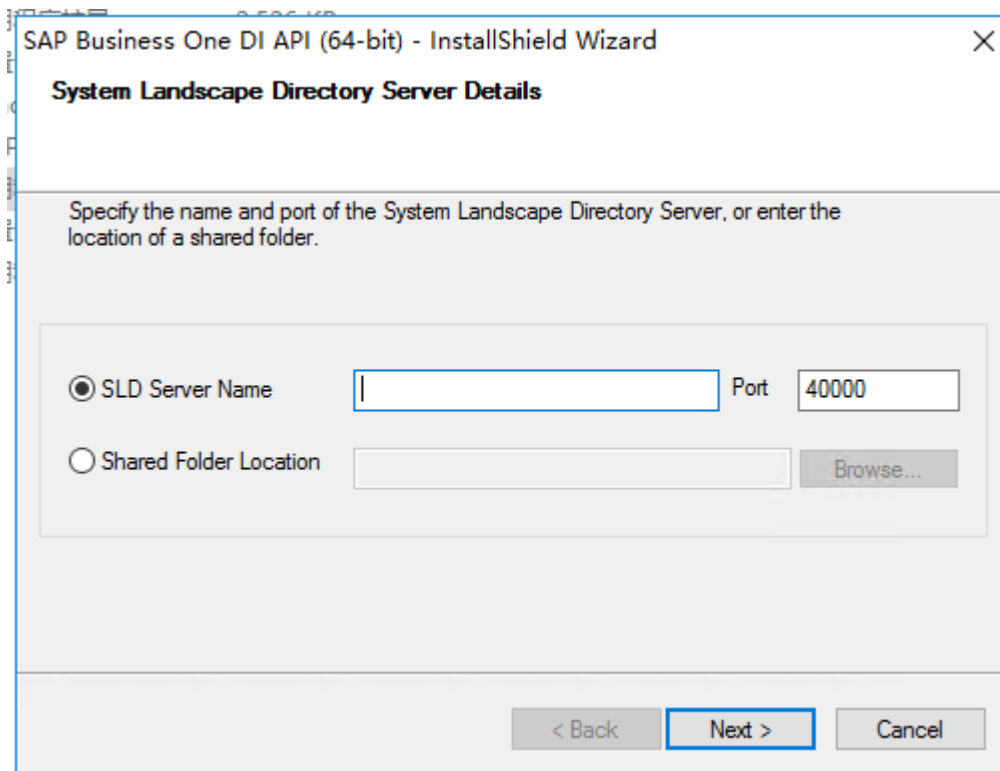 SAP Business One DI API (64-bit) - InstallShield Wizard
System Landscape Directory Server Details
Specify the name and port of the System Landscape Directory Server, or enter the
location of a shared folder.
SLD Server Name
Port
40000
Shared Folder Location
Browse...
< Back
Next >
Cancel